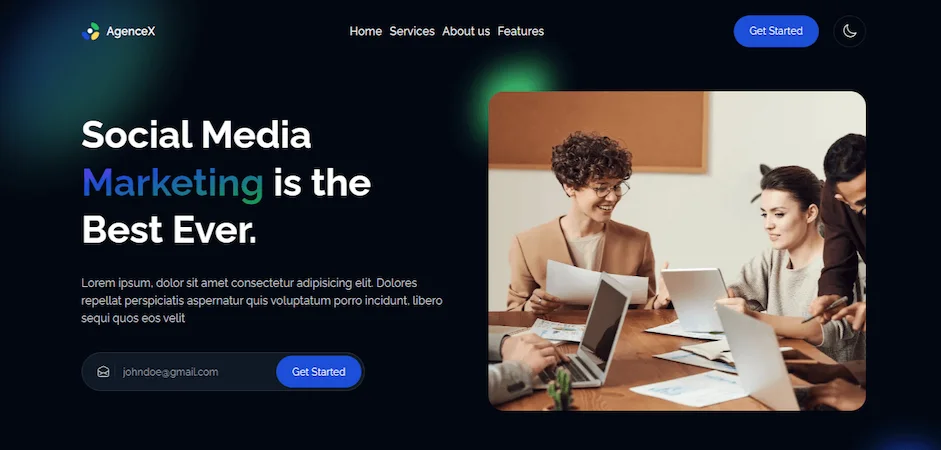 AgenceX
Home Services About us Features
Get Started
Social Media
Marketing is the
Best Ever.
Lorem ipsum, dolor sit amet consectetur adipisicing elit. Dolores
repellat perspiciatis aspernatur quis voluptatum porro incidunt, libero
sequi quos eos velit
johndoe@gmail.com
Get Started